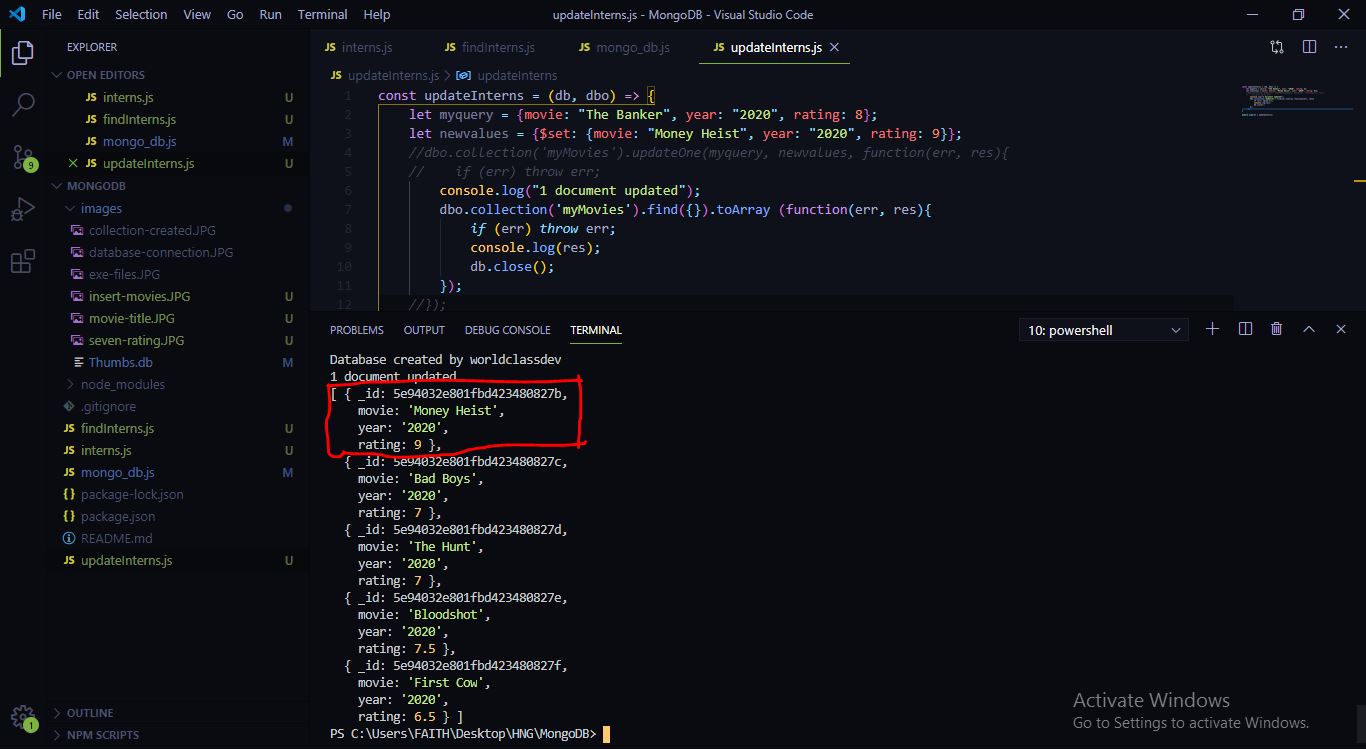 File Edit Selection View Go Run Terminal Help updateInterns.js - MongoDB - Visual Studio Code
EXPLORER
OPEN EDITORS
JS interns.js U
JS findInterns.js U
JS mongo_db.js M
JS updateInterns.js U
MONGODB
images
collection-created.JPG
database-connection.JPG
exe-files.JPG
insert-movies.JPG U
movie-title.JPG U
seven-rating.JPG U
Thumbs.db M
node_modules
.gitignore
JS findInterns.js U
JS interns.js U
JS mongo_db.js M
{} package-lock.json
{} package.json
README.md
JS updateInterns.js U
OUTLINE
NPM SCRIPTS
9
1
JS interns.js JS findInterns.js JS mongo_db.js JS updateInterns.js
JS updateInterns.js > updateInterns
1 const updateInterns = (db, dbo) => {
2 let myquery = {movie: "The Banker", year: "2020", rating: 8};
3 let newvalues = {$set: {movie: "Money Heist", year: "2020", rating: 9}};
4 //dbo.collection('myMovies').updateOne(myquery, newvalues, function(err, res){
5 // if (err) throw err;
6 console.log("1 document updated");
7 dbo.collection('myMovies').find({}).toArray (function(err, res){
8 if (err) throw err;
9 console.log(res);
10 db.close();
11 });
12 //});
PROBLEMS OUTPUT DEBUG CONSOLE TERMINAL 10: powershell
Database created by worldclassdev
1 document updated
[ { _id: 5e94032e801fbd423480827b,
movie: 'Money Heist',
year: '2020',
rating: 9 },
{ _id: 5e94032e801fbd423480827c,
movie: 'Bad Boys',
year: '2020',
rating: 7 },
{ _id: 5e94032e801fbd423480827d,
movie: 'The Hunt',
year: '2020',
rating: 7 },
{ _id: 5e94032e801fbd423480827e,
movie: 'Bloodshot',
year: '2020',
rating: 7.5 },
{ _id: 5e94032e801fbd423480827f,
movie: 'First Cow',
year: '2020',
rating: 6.5 } ]
PS C:\Users\FAITH\Desktop\HNG\MongoDB>
Activate Windows
Go to Settings to activate Windows.